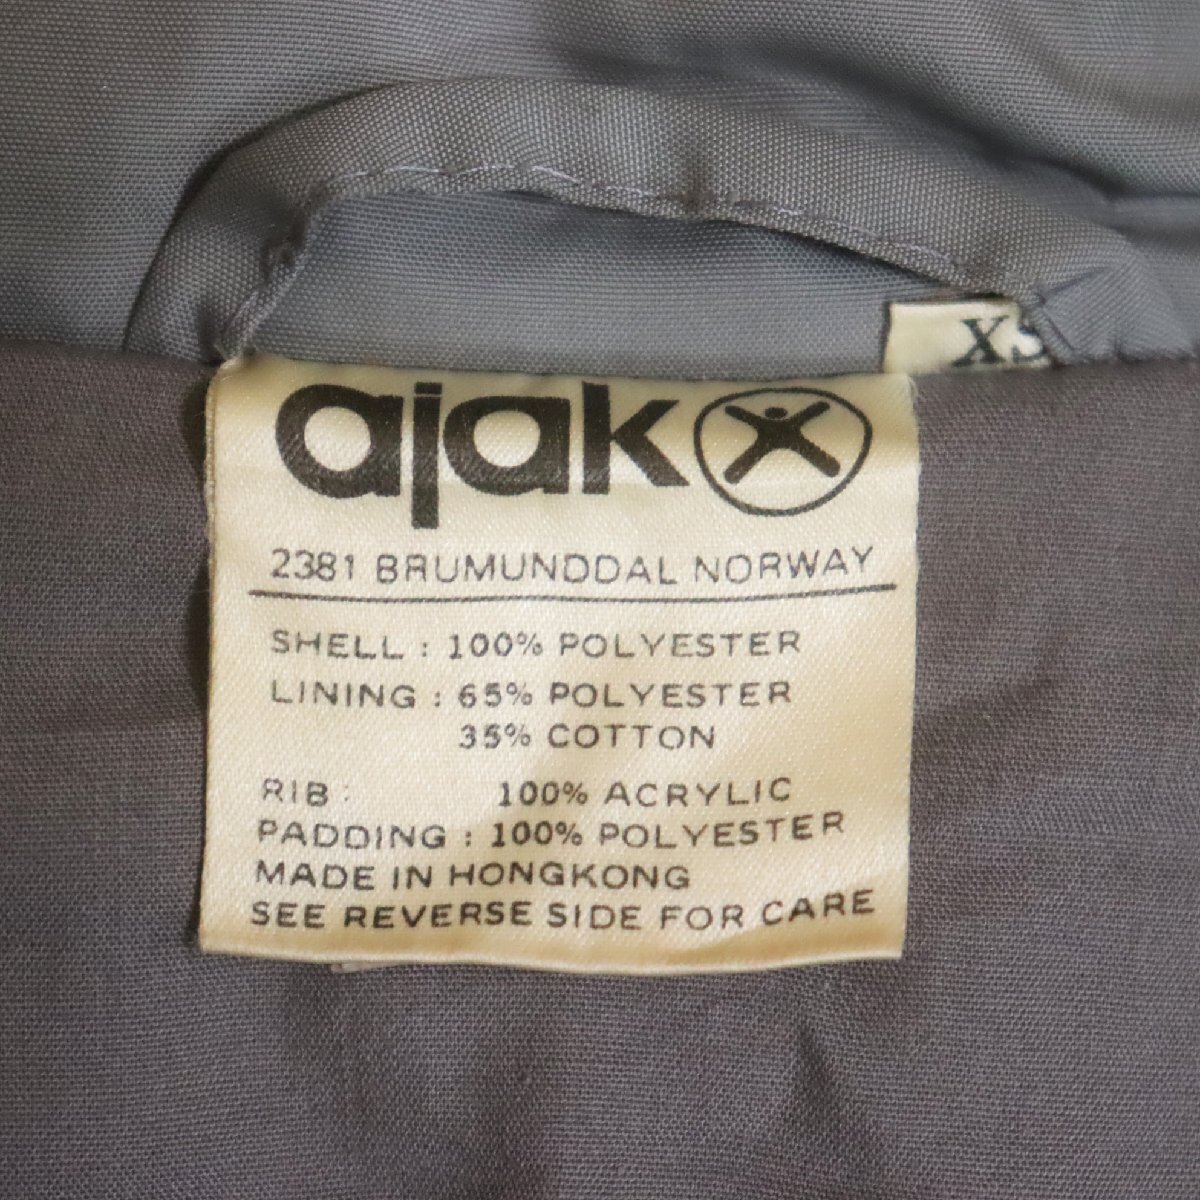 XS
ajak
2381 BRUMUNDDAL NORWAY
SHELL : 100% POLYESTER
LINING : 65% POLYESTER
35% COTTON
RIB : 100% ACRYLIC
PADDING : 100% POLYESTER
MADE IN HONGKONG
SEE REVERSE SIDE FOR CARE